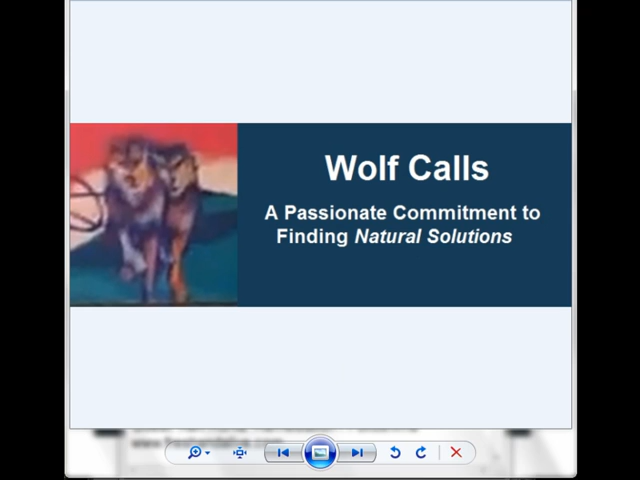 Wolf Calls
A Passionate Commitment to
Finding Natural Solutions